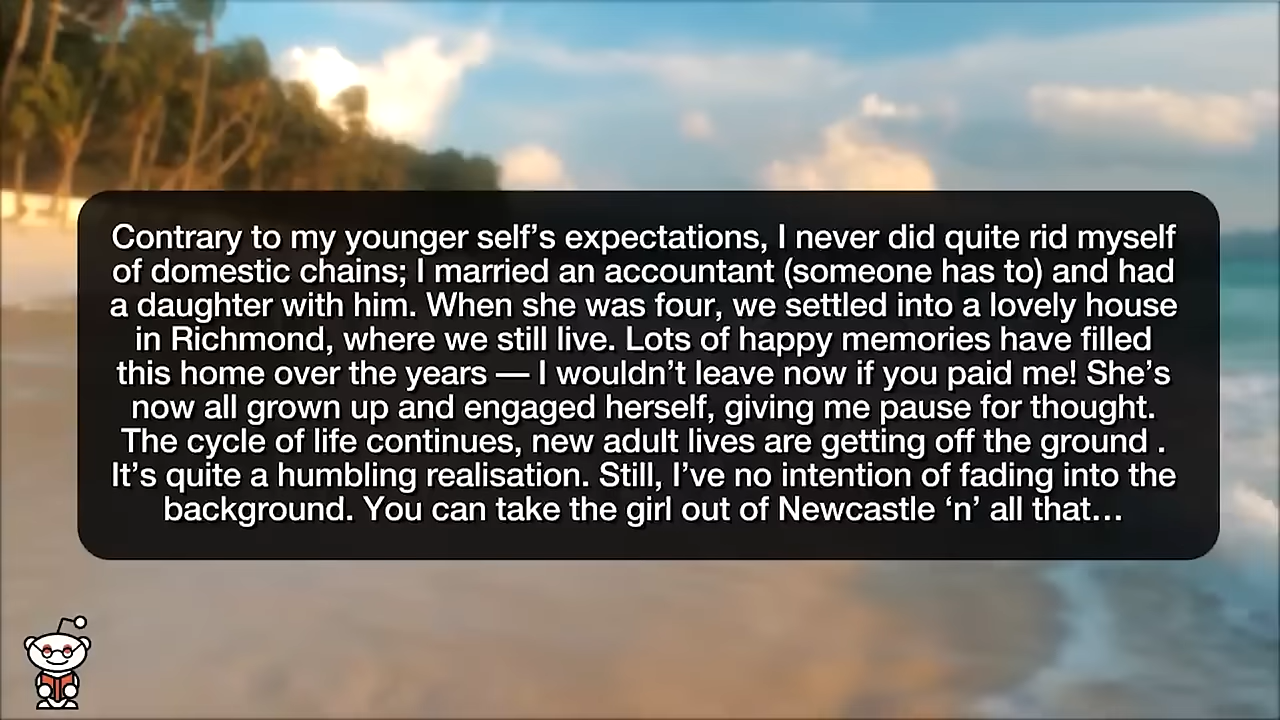 Contrary to my younger self’s expectations, I never did quite rid myself
of domestic chains; I married an accountant (someone has to) and had
a daughter with him. When she was four, we settled into a lovely house
in Richmond, where we still live. Lots of happy memories have filled
this home over the years — I wouldn’t leave now if you paid me! She’s
now all grown up and engaged herself, giving me pause for thought.
The cycle of life continues, new adult lives are getting off the ground .
It’s quite a humbling realisation. Still, I’ve no intention of fading into the
background. You can take the girl out of Newcastle ‘n’ all that…